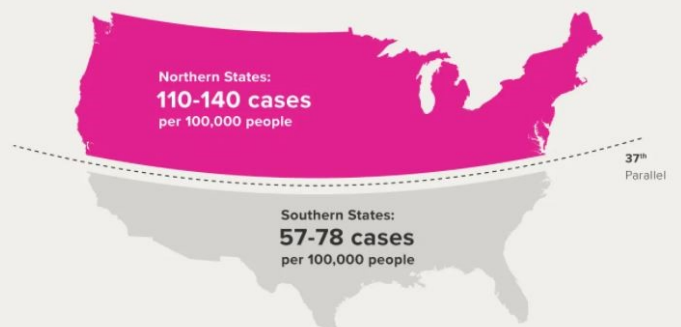 Northern States:
110-140 cases
per 100,000 people
37th
Parallel
Southern States:
57-78 cases
per 100,000 people